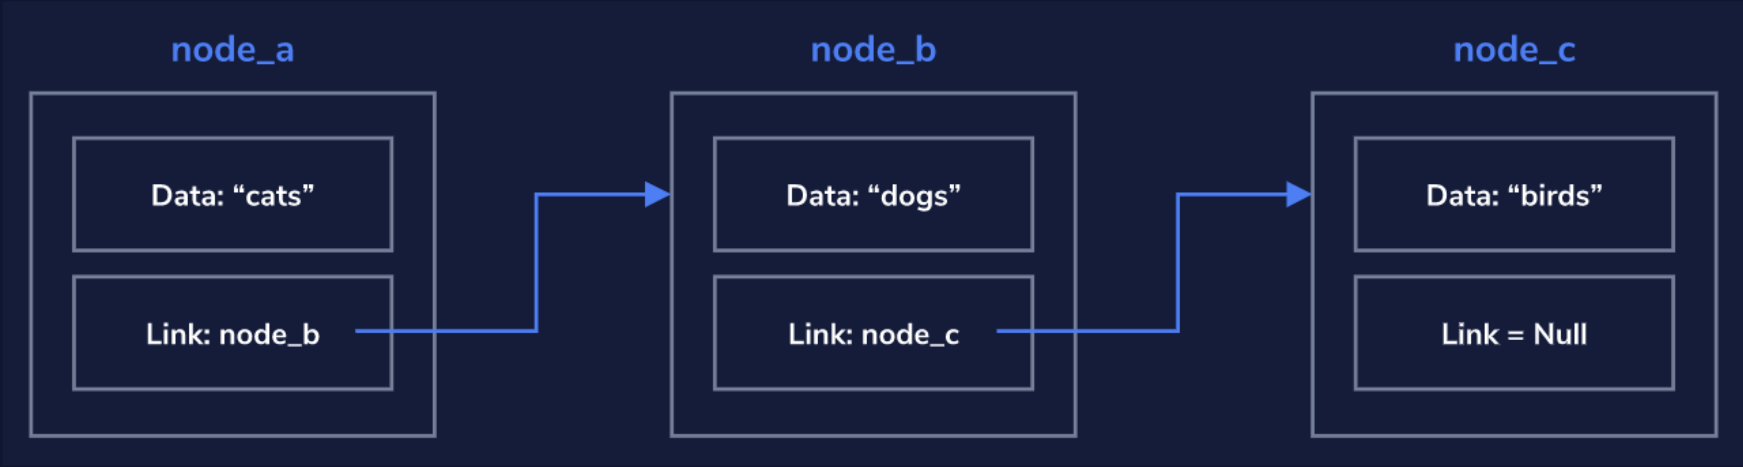 node_a
Data: “cats”
Link: node_b
node_b
Data: “dogs”
Link: node_c
node_c
Data: “birds”
Link = Null